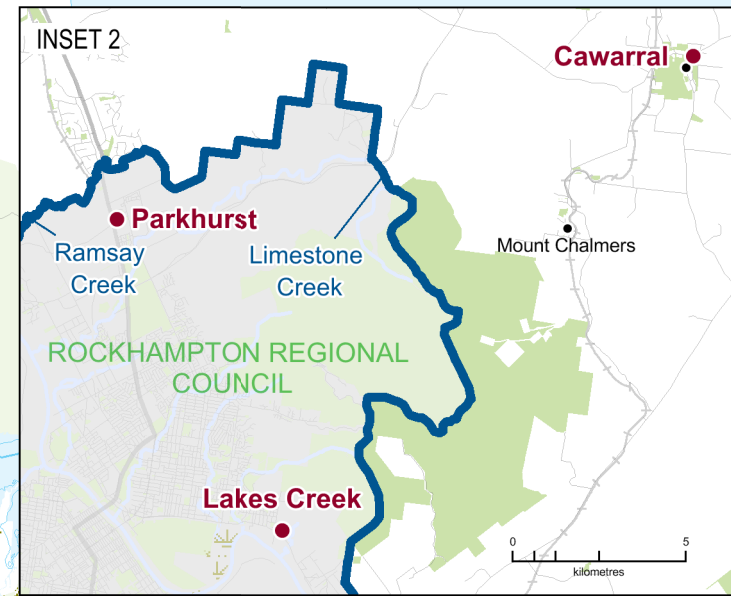 INSET 2
Cawarral
Parkhurst
Mount Chalmers
Ramsay
Creek
Limestone
Creek
ROCKHAMPTON REGIONAL
COUNCIL
Lakes Creek
0 5
kilometres